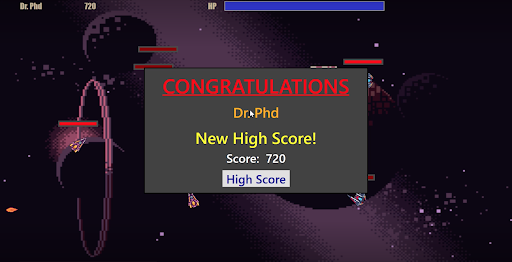 Dr. Phd 720 HP
CONGRATULATIONS
Dr.Phd
New High Score!
Score: 720
High Score